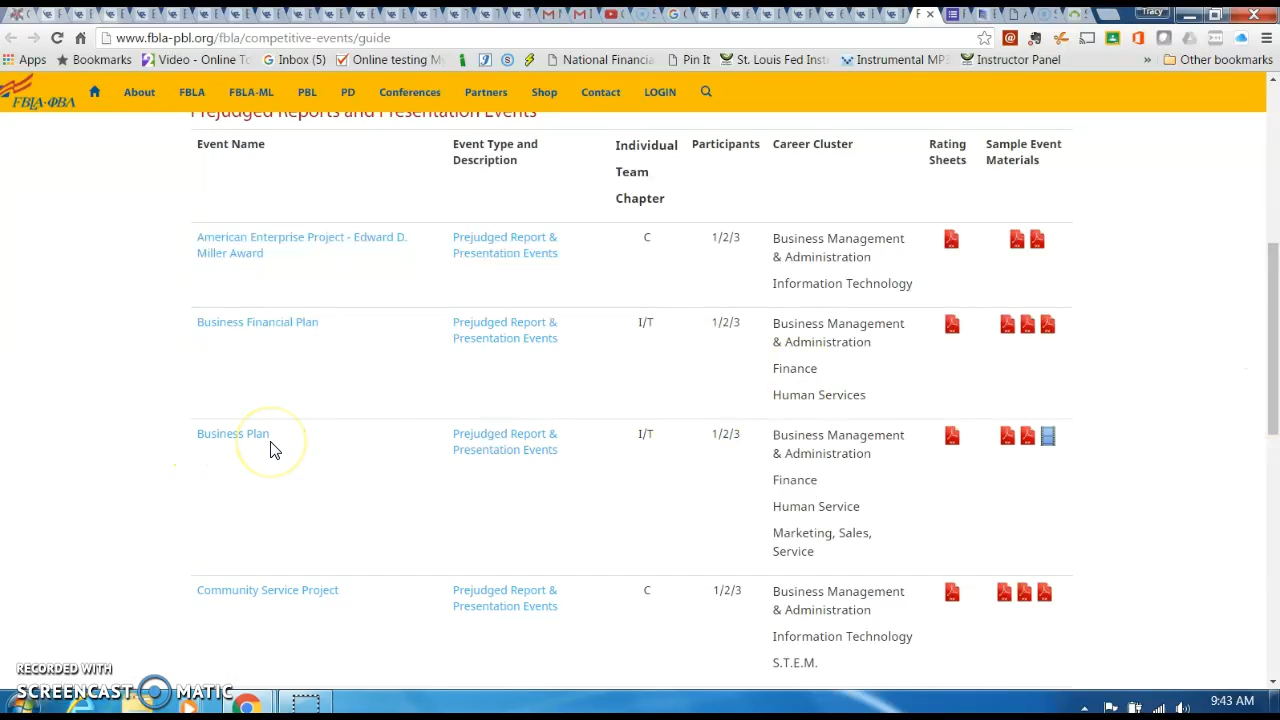 Tracy
www.fbla-pbl.org/fbla/competitive-events/guide
Apps Bookmarks Video - Online Inbox (5) Online testing National Financia Pin It St. Louis Fed Inst Instrumental MP Instructor Panel » Other bookmarks
FBLA-ΦBΛ About FBLA FBLA-ML PBL PD Conferences Partners Shop Contact LOGIN
Prejudged Reports and Presentation Events
Event Name Event Type and Description Individual Team Chapter Participants Career Cluster Rating Sheets Sample Event Materials
American Enterprise Project - Edward D. Miller Award Prejudged Report & Presentation Events C 1/2/3 Business Management & Administration
Information Technology
Business Financial Plan Prejudged Report & Presentation Events I/T 1/2/3 Business Management & Administration
Finance
Human Services
Business Plan Prejudged Report & Presentation Events I/T 1/2/3 Business Management & Administration
Finance
Human Service
Marketing, Sales, Service
Community Service Project Prejudged Report & Presentation Events C 1/2/3 Business Management & Administration
Information Technology
S.T.E.M.
RECORDED WITH
SCREENCAST MATIC
9:43 AM